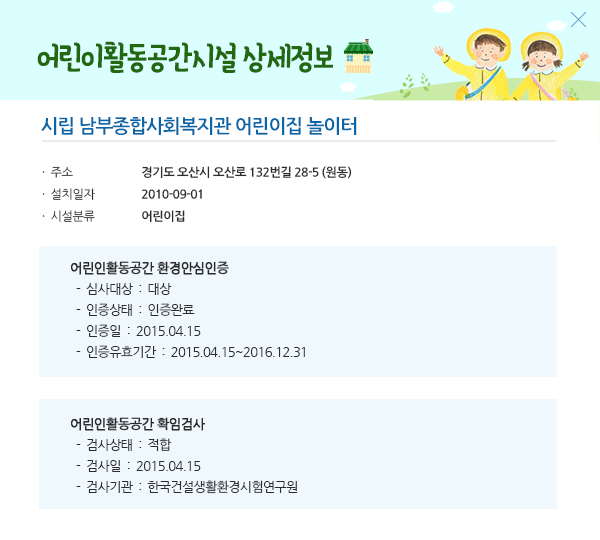 어린이활동공간시설 상세정보
시립 남부종합사회복지관 어린이집 놀이터
· 주소 경기도 오산시 오산로 132번길 28-5 (원동)
· 설치일자 2010-09-01
· 시설분류 어린이집
어린인활동공간 환경안심인증
- 심사대상 : 대상
- 인증상태 : 인증완료
- 인증일 : 2015.04.15
- 인증유효기간 : 2015.04.15~2016.12.31
어린인활동공간 확임검사
- 검사상태 : 적합
- 검사일 : 2015.04.15
- 검사기관 : 한국건설생활환경시험연구원